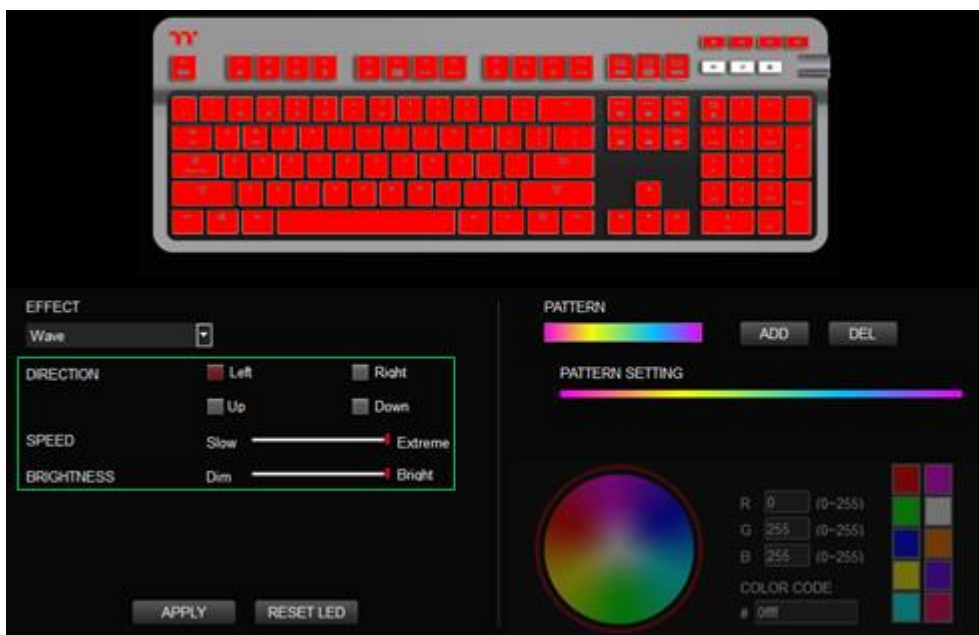 EFFECT
Wave
DIRECTION
Left
Right
Up
Down
SPEED
Slow
Extreme
BRIGHTNESS
Dim
Bright
APPLY
RESET LED
PATTERN
ADD
DEL
PATTERN SETTING
R 0 (0~255)
G 255 (0~255)
B 255 (0~255)
COLOR CODE
# 0fff